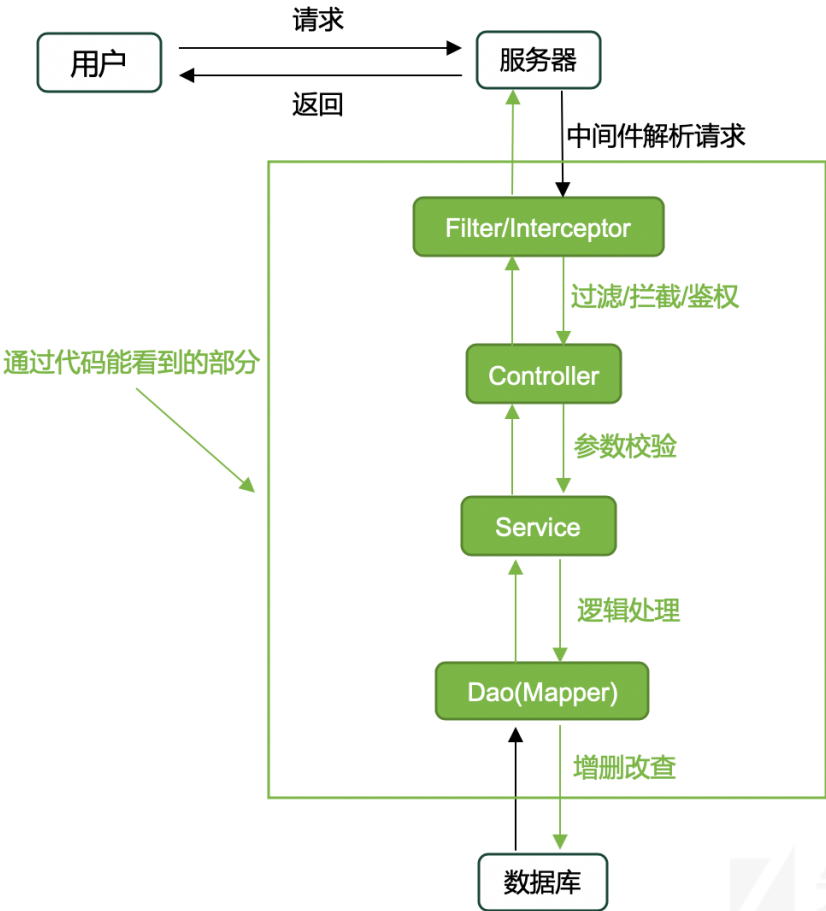 请求
用户
服务器
返回
中间件解析请求
Filter/Interceptor
过滤/拦截/鉴权
通过代码能看到的部分
Controller
参数校验
Service
逻辑处理
Dao(Mapper)
增删改查
数据库